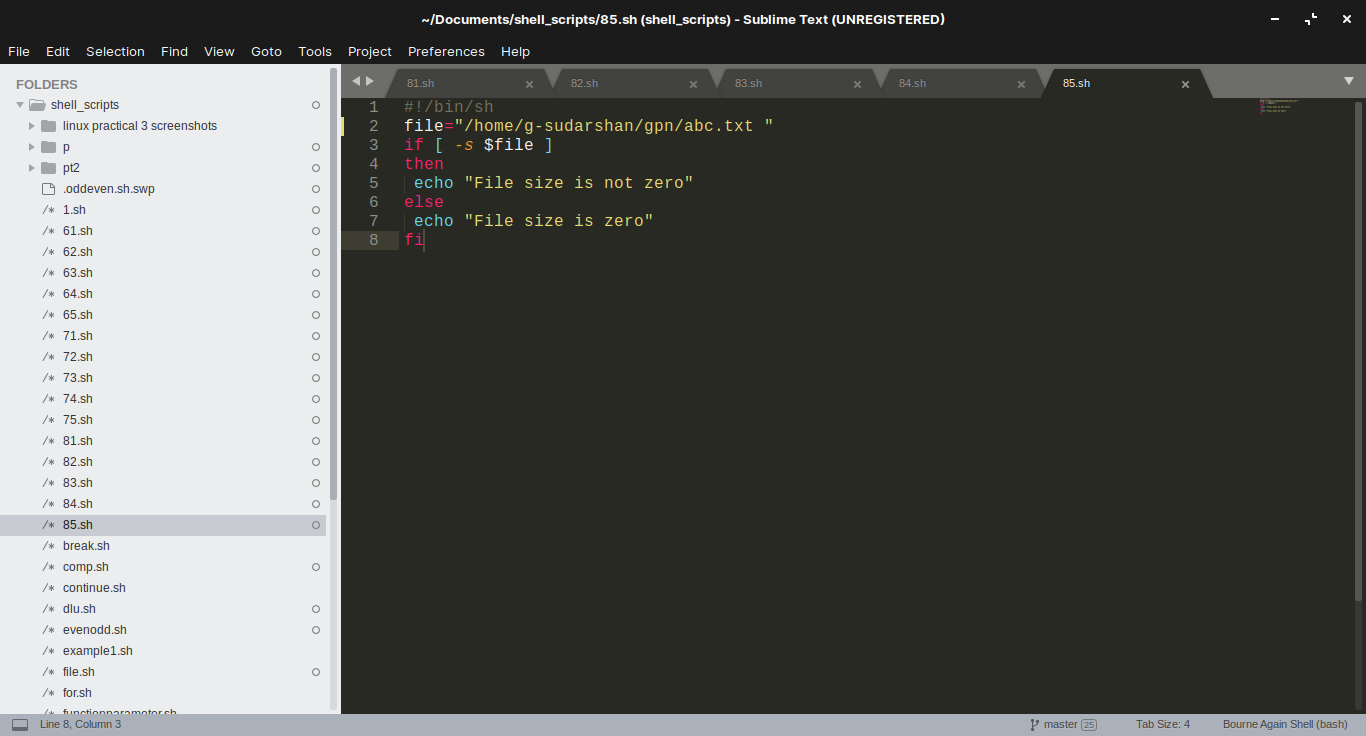 ~/Documents/shell_scripts/85.sh (shell_scripts) - Sublime Text (UNREGISTERED)
File Edit Selection Find View Goto Tools Project Preferences Help
FOLDERS
shell_scripts
linux practical 3 screenshots
p
pt2
.oddeven.sh.swp
/* 1.sh
/* 61.sh
/* 62.sh
/* 63.sh
/* 64.sh
/* 65.sh
/* 71.sh
/* 72.sh
/* 73.sh
/* 74.sh
/* 75.sh
/* 81.sh
/* 82.sh
/* 83.sh
/* 84.sh
/* 85.sh
/* break.sh
/* comp.sh
/* continue.sh
/* dlu.sh
/* evenodd.sh
/* example1.sh
/* file.sh
/* for.sh
/* functionparameter.sh
81.sh 82.sh 83.sh 84.sh 85.sh
1 #!/bin/sh
2 file="/home/g-sudarshan/gpn/abc.txt "
3 if [ -s $file ]
4 then
5 echo "File size is not zero"
6 else
7 echo "File size is zero"
8 fi
Line 8, Column 3 master 25 Tab Size: 4 Bourne Again Shell (bash)